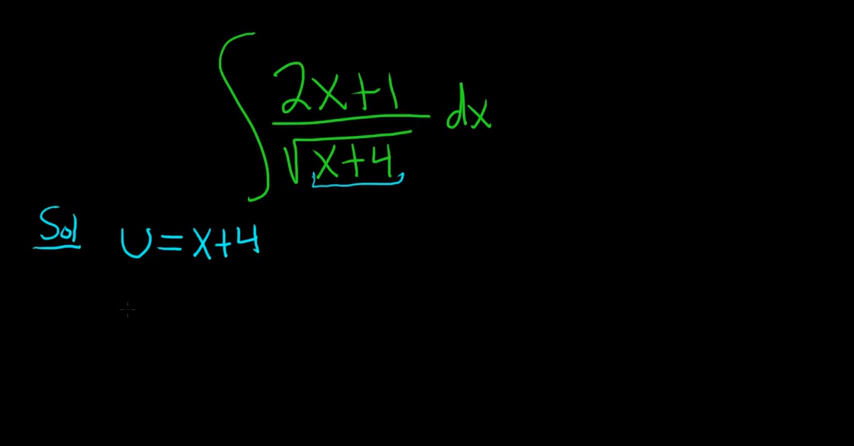 ∫ (2x+1)/√(x+4) dx
Sol U = x+4